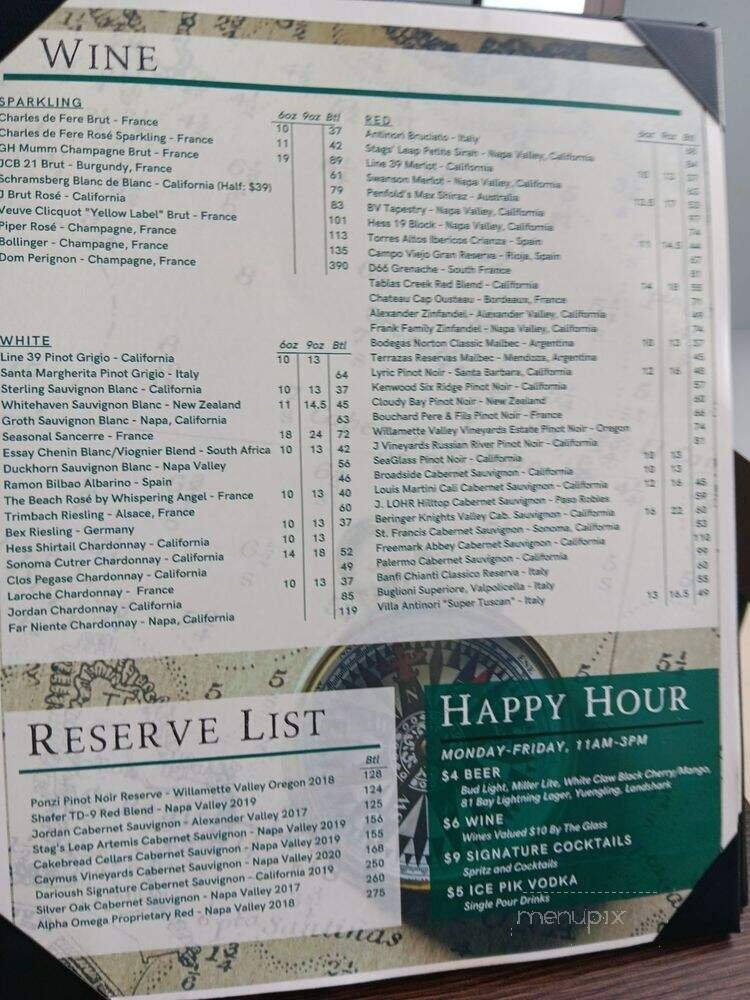 WINE
SPARKLING
6oz 9oz Btl
Charles de Fere Brut - France 10 37
Charles de Fere Rosé Sparkling - France 11 42
GH Mumm Champagne Brut - France 19 89
JCB 21 Brut - Burgundy, France 61
Schramsberg Blanc de Blanc - California (Half: $39) 79
J Brut Rosé - California 83
Veuve Clicquot "Yellow Label" Brut - France 101
Piper Rosé - Champagne, France 113
Bollinger - Champagne, France 135
Dom Perignon - Champagne, France 390
WHITE
6oz 9oz Btl
Line 39 Pinot Grigio - California 10 13
Santa Margherita Pinot Grigio - Italy 64
Sterling Sauvignon Blanc - California 10 13 37
Whitehaven Sauvignon Blanc - New Zealand 11 14.5 45
Groth Sauvignon Blanc - Napa, California 63
Seasonal Sancerre - France 18 24 72
Essay Chenin Blanc/Viognier Blend - South Africa 10 13 42
Duckhorn Sauvignon Blanc - Napa Valley 56
Ramon Bilbao Albarino - Spain 46
The Beach Rosé by Whispering Angel - France 10 13 40
Trimbach Riesling - Alsace, France 60
Bex Riesling - Germany 10 13 37
Hess Shirtail Chardonnay - California 10 13
Sonoma Cutrer Chardonnay - California 14 18 52
Clos Pegase Chardonnay - California 49
Laroche Chardonnay - France 10 13 37
Jordan Chardonnay - California 85
Far Niente Chardonnay - Napa, California 119
RED
6oz 9oz Btl
Antinori Bruciato - Italy
Stags' Leap Petite Sirah - Napa Valley, California
Line 39 Merlot - California
Swanson Merlot - Napa Valley, California
Penfold's Max Shiraz - Australia
BV Tapestry - Napa Valley, California
Hess 19 Block - Napa Valley, California
Torres Altos Ibericos Crianza - Spain
Campo Viejo Gran Reserva - Rioja, Spain
D66 Grenache - South France
Tablas Creek Red Blend - California
Chateau Cap Ousteau - Bordeaux, France
Alexander Zinfandel - Alexander Valley, California
Frank Family Zinfandel - Napa Valley, California
Bodegas Norton Classic Malbec - Argentina
Terrazas Reservas Malbec - Mendoza, Argentina
Lyric Pinot Noir - Santa Barbara, California
Kenwood Six Ridge Pinot Noir - California
Cloudy Bay Pinot Noir - New Zealand
Bouchard Pere & Fils Pinot Noir - France
Willamette Valley Vineyards Estate Pinot Noir - Oregon
J Vineyards Russian River Pinot Noir - California
SeaGlass Pinot Noir - California
Broadside Cabernet Sauvignon - California
Louis Martini Cali Cabernet Sauvignon - California
J. LOHR Hilltop Cabernet Sauvignon - Paso Robles
Beringer Knights Valley Cab. Sauvignon - California
St. Francis Cabernet Sauvignon - Sonoma, California
Freemark Abbey Cabernet Sauvignon - California
Palermo Cabernet Sauvignon - California
Banfi Chianti Classico Reserva - Italy
Buglioni Superiore, Valpolicella - Italy
Villa Antinori "Super Tuscan" - Italy 13 16.5 49
RESERVE LIST
Btl
Ponzi Pinot Noir Reserve - Willamette Valley Oregon 2018 128
Shafer TD-9 Red Blend - Napa Valley 2019 124
Jordan Cabernet Sauvignon - Alexander Valley 2017 125
Stag's Leap Artemis Cabernet Sauvignon - Napa Valley 2019 156
Cakebread Cellars Cabernet Sauvignon - Napa Valley 2019 155
Caymus Vineyards Cabernet Sauvignon - Napa Valley 2020 168
Darioush Signature Cabernet Sauvignon - California 2019 250
Silver Oak Cabernet Sauvignon - Napa Valley 2017 260
Alpha Omega Proprietary Red - Napa Valley 2018 275
HAPPY HOUR
MONDAY-FRIDAY, 11AM-3PM
$4 BEER
Bud Light, Miller Lite, White Claw Black Cherry/Mango,
81 Bay Lightning Lager, Yuengling, Landshark
$6 WINE
Wines Valued $10 By The Glass
$9 SIGNATURE COCKTAILS
Spritz and Cocktails
$5 ICE PIK VODKA
Single Pour Drinks
menupix